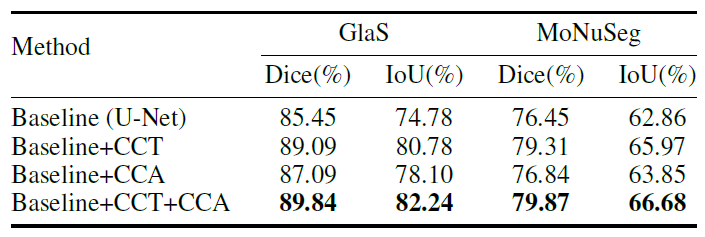 Method GlaS MoNuSeg
Dice(%) IoU(%) Dice(%) IoU(%)
Baseline (U-Net) 85.45 74.78 76.45 62.86
Baseline+CCT 89.09 80.78 79.31 65.97
Baseline+CCA 87.09 78.10 76.84 63.85
Baseline+CCT+CCA 89.84 82.24 79.87 66.68